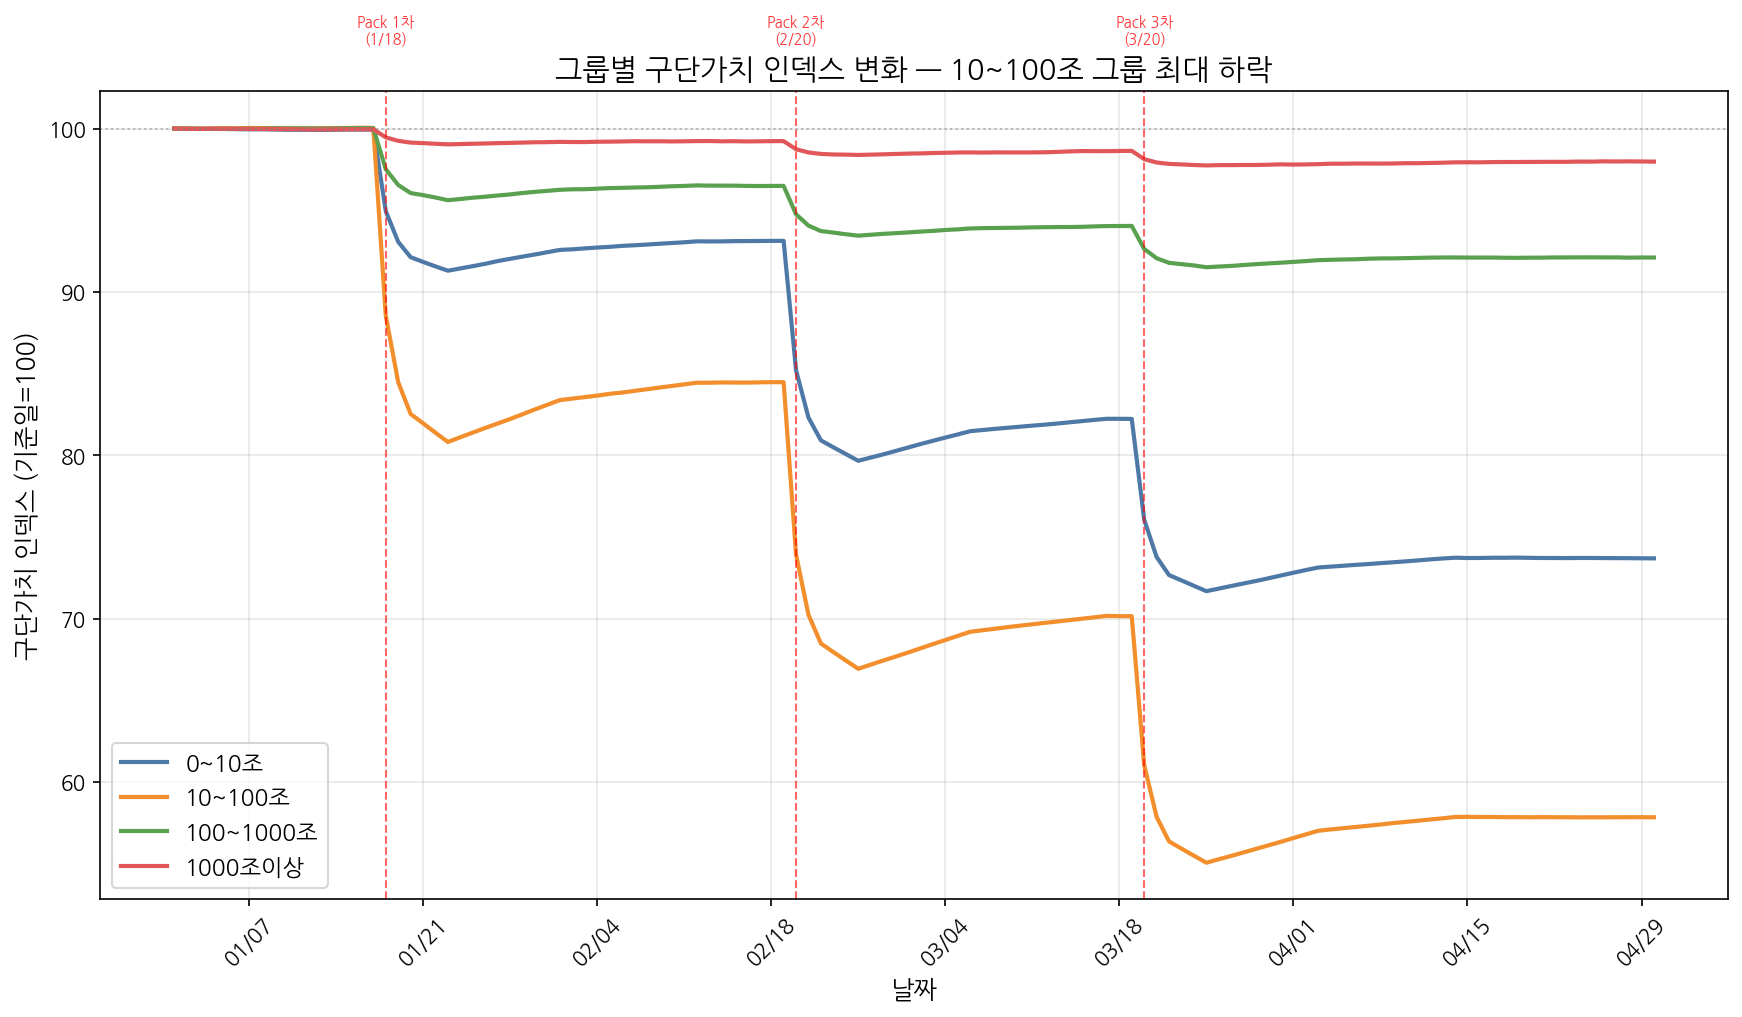 Pack 1차
(1/18)
Pack 2차
(2/20)
Pack 3차
(3/20)
그룹별 구단가치 인덱스 변화 — 10~100조 그룹 최대 하락
구단가치 인덱스 (기준일=100)
100
90
80
70
60
0~10조
10~100조
100~1000조
1000조이상
01/07
01/21
02/04
02/18
03/04
03/18
04/01
04/15
04/29
날짜